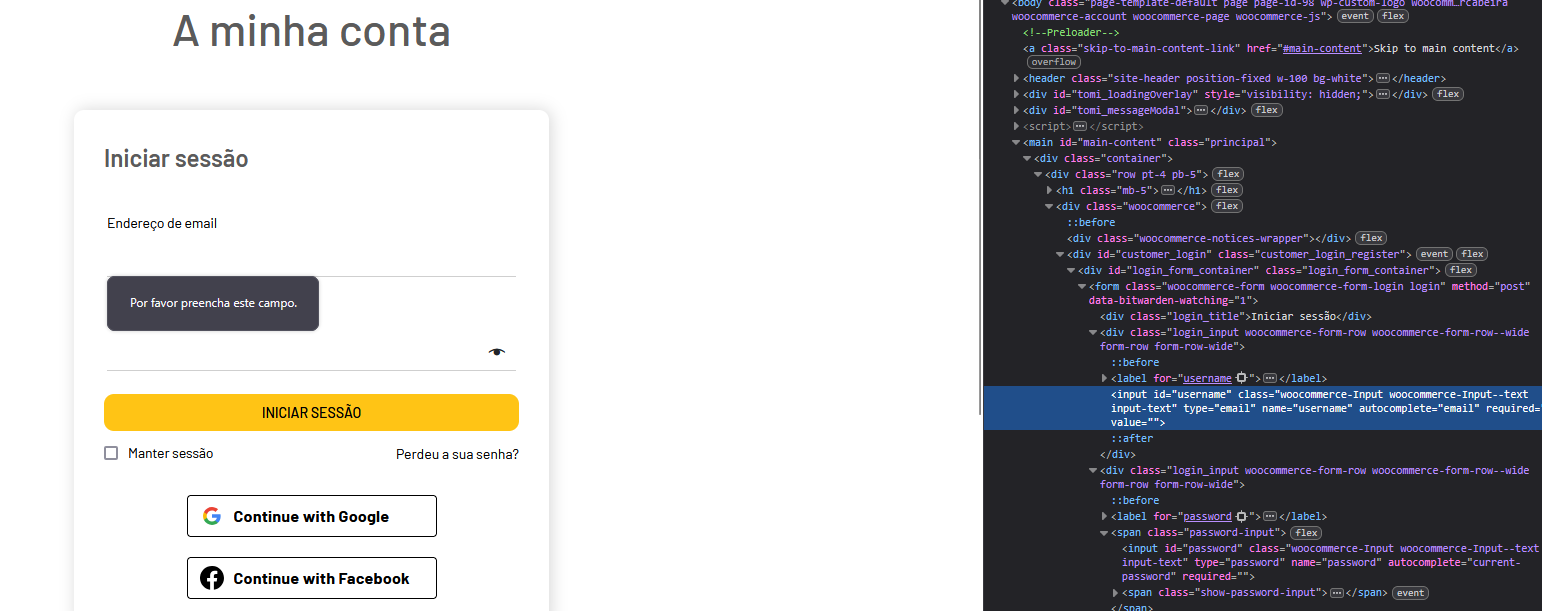 A minha conta
Iniciar sessão
Endereço de email
Por favor preencha este campo.
INICIAR SESSÃO
Manter sessão
Perdeu a sua senha?
Continue with Google
Continue with Facebook
<body class="page-template-default page page-id-98 wp-custom-logo woocomm…rcabeira
woocommerce-account woocommerce-page woocommerce-js"> event flex
<!--Preloader-->
<a class="skip-to-main-content-link" href="#main-content">Skip to main content</a>
overflow
<header class="site-header position-fixed w-100 bg-white">…</header>
<div id="tomi_loadingOverlay" style="visibility: hidden;">…</div> flex
<div id="tomi_messageModal">…</div> flex
<script>…</script>
<main id="main-content" class="principal">
<div class="container">
<div class="row pt-4 pb-5"> flex
<h1 class="mb-5">…</h1> flex
<div class="woocommerce"> flex
::before
<div class="woocommerce-notices-wrapper"></div> flex
<div id="customer_login" class="customer_login_register"> event flex
<div id="login_form_container" class="login_form_container"> flex
<form class="woocommerce-form woocommerce-form-login login" method="post"
data-bitwarden-watching="1">
<div class="login_title">Iniciar sessão</div>
<div class="login_input woocommerce-form-row woocommerce-form-row--wide
form-row form-row-wide">
::before
<label for="username">…</label>
<input id="username" class="woocommerce-Input woocommerce-Input--text
input-text" type="email" name="username" autocomplete="email" required=
value="">
::after
</div>
<div class="login_input woocommerce-form-row woocommerce-form-row--wide
form-row form-row-wide">
::before
<label for="password">…</label>
<span class="password-input"> flex
<input id="password" class="woocommerce-Input woocommerce-Input--text
input-text" type="password" name="password" autocomplete="current-
password" required="">
<span class="show-password-input">…</span> event
</span>